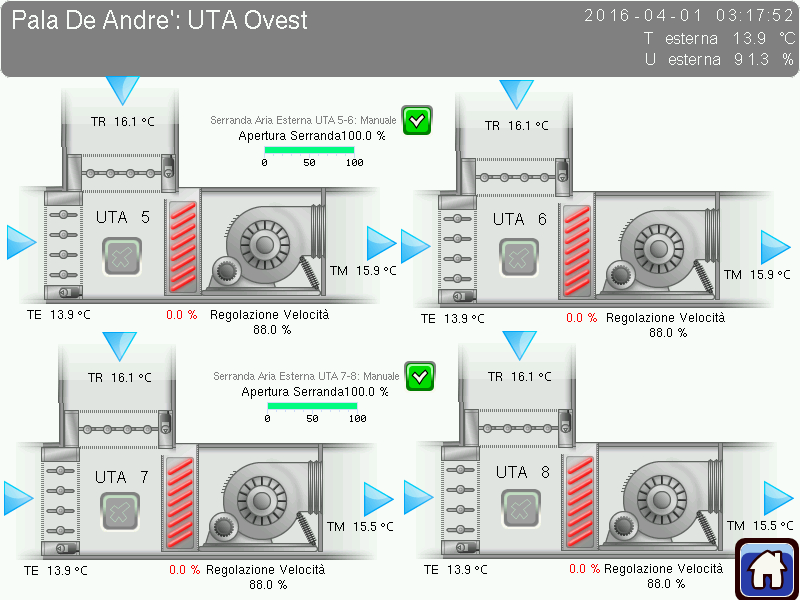 Pala De Andre': UTA Ovest
2016-04-01 03:17:52
T esterna 13.9 °C
U esterna 91.3 %
TR 16.1 °C
Serranda Aria Esterna UTA 5-6: Manuale
Apertura Serranda100.0 %
0 50 100
TR 16.1 °C
UTA 5
TM 15.9 °C
UTA 6
TM 15.9 °C
TE 13.9 °C
0.0 % Regolazione Velocità
88.0 %
TE 13.9 °C
0.0 % Regolazione Velocità
88.0 %
TR 16.1 °C
Serranda Aria Esterna UTA 7-8: Manuale
Apertura Serranda100.0 %
0 50 100
TR 16.1 °C
UTA 7
TM 15.5 °C
UTA 8
TM 15.5 °C
TE 13.9 °C
0.0 % Regolazione Velocità
88.0 %
TE 13.9 °C
0.0 % Regolazione Velocità
88.0 %